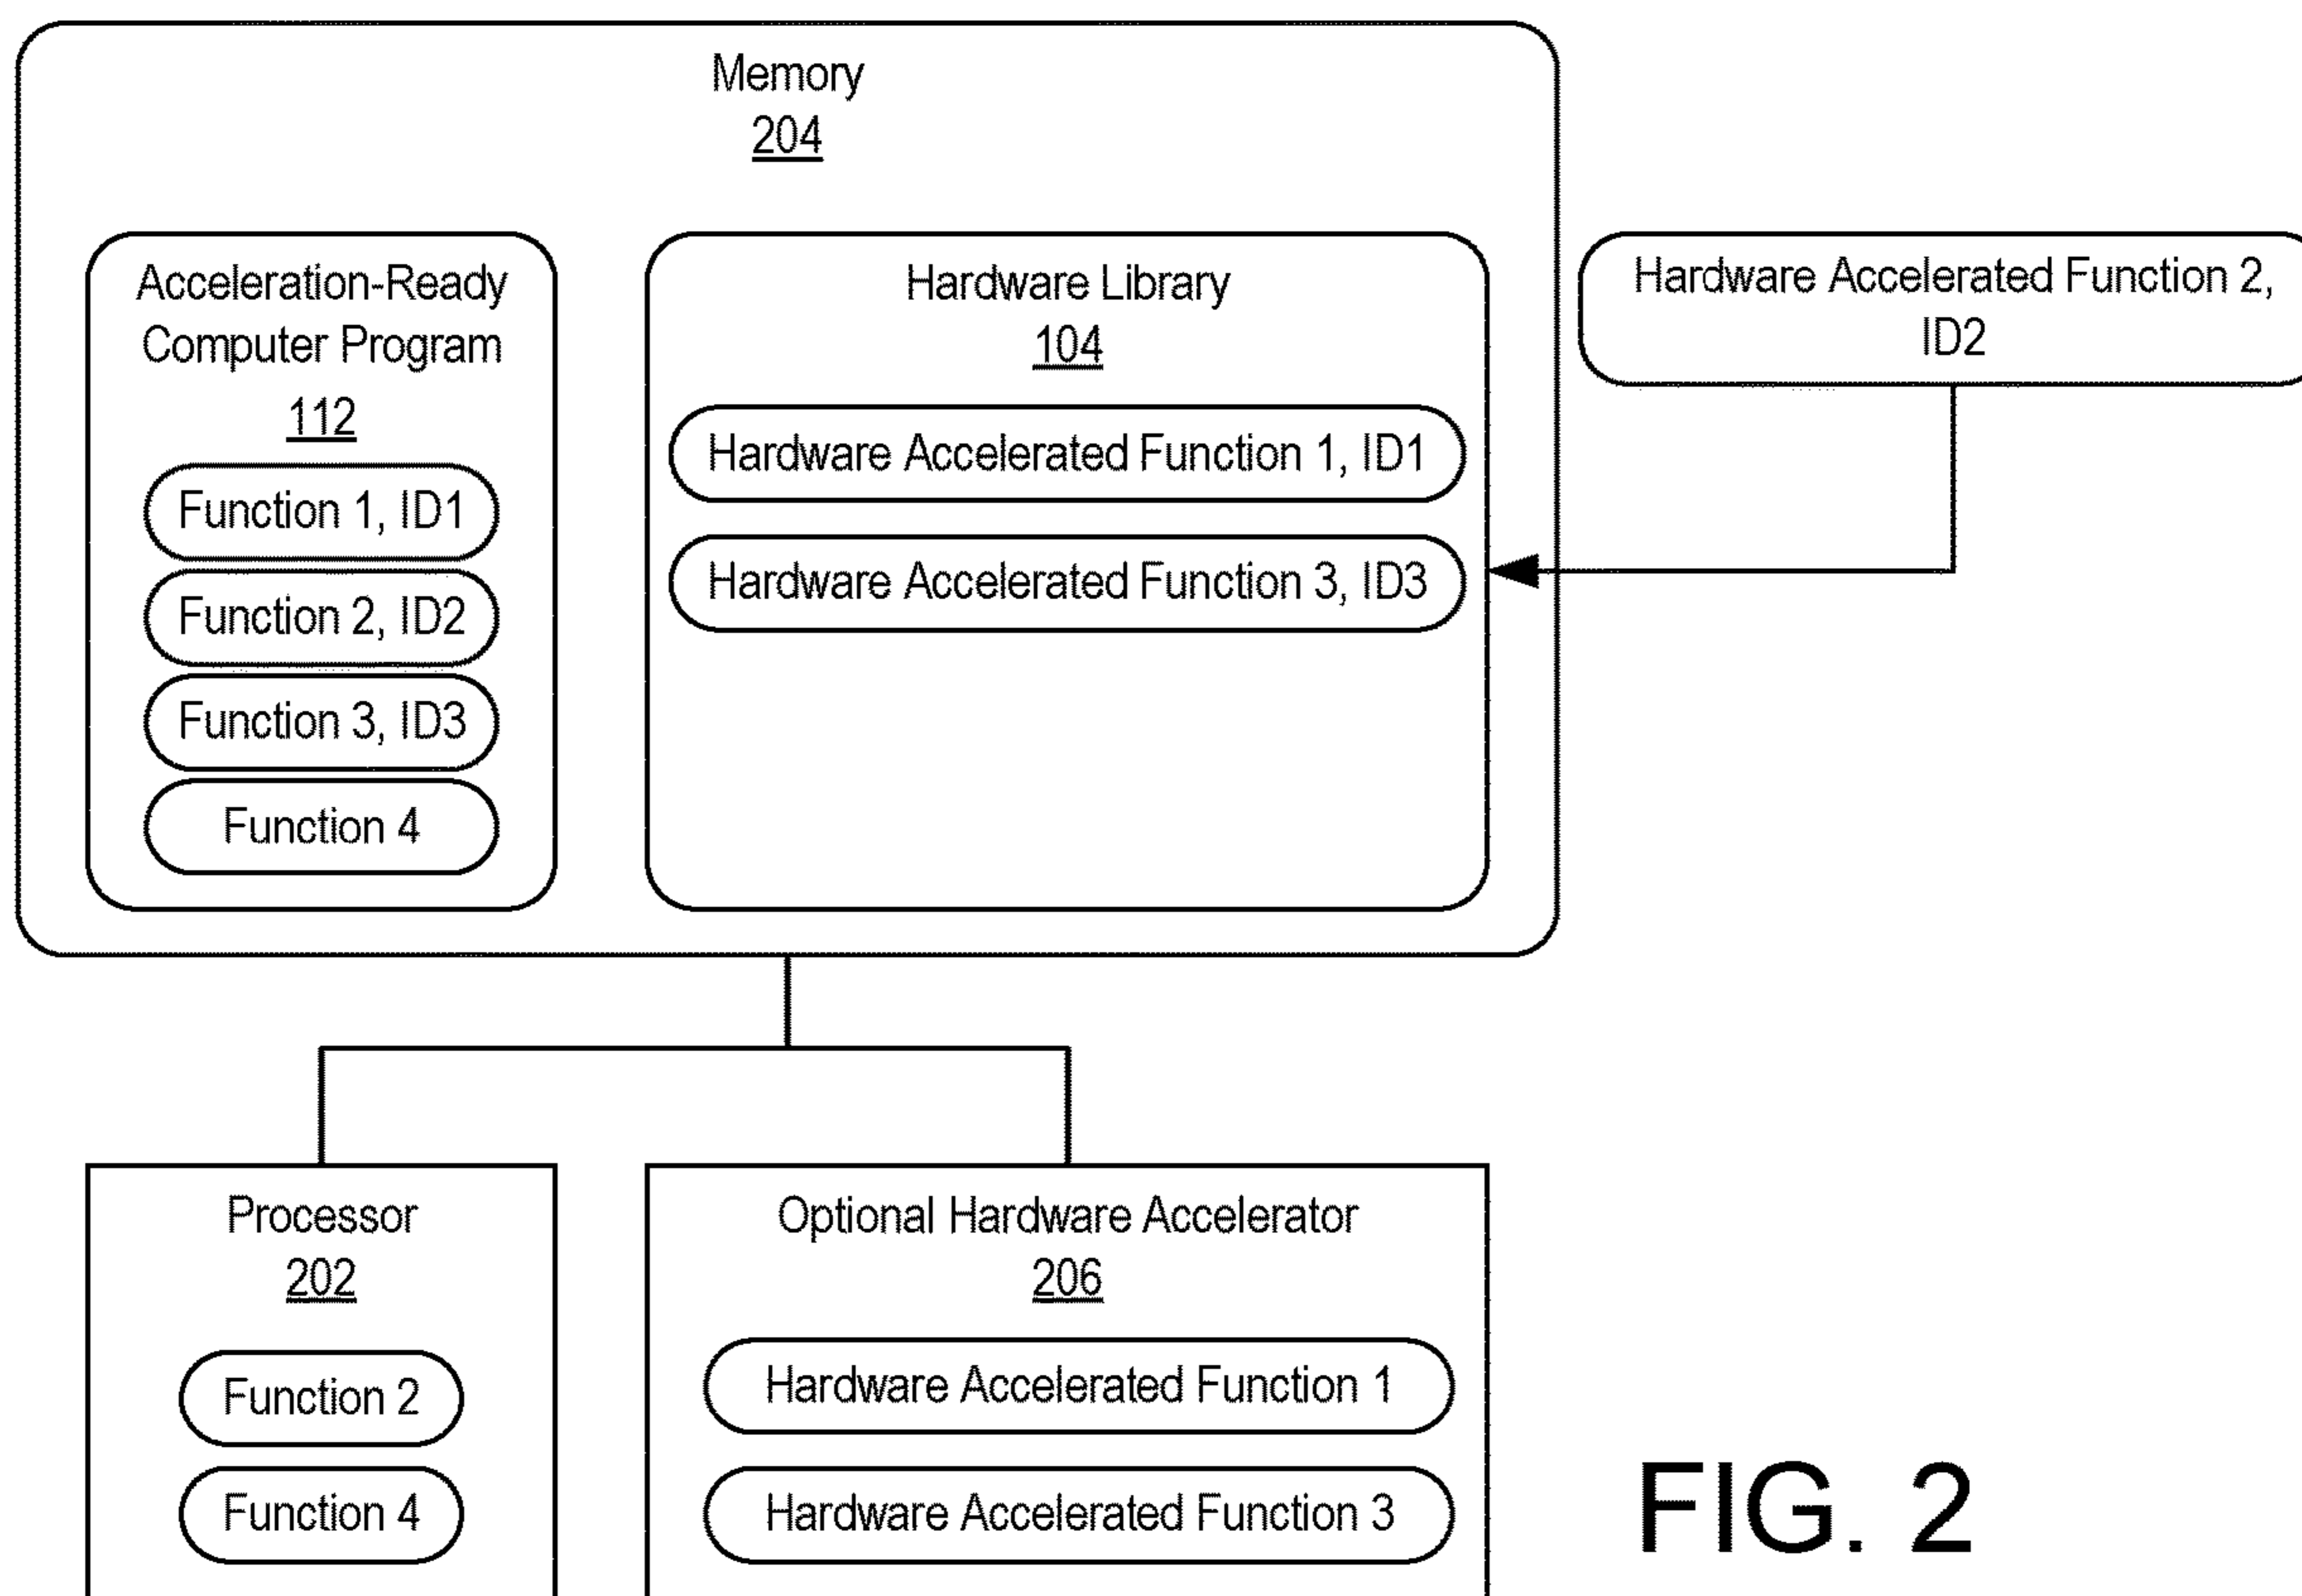 Memory
204
Acceleration-Ready
Computer Program
112
Function 1, ID1
Function 2, ID2
Function 3, ID3
Function 4
Hardware Library
104
Hardware Accelerated Function 1, ID1
Hardware Accelerated Function 3, ID3
Hardware Accelerated Function 2,
ID2
Processor
202
Function 2
Function 4
Optional Hardware Accelerator
206
Hardware Accelerated Function 1
Hardware Accelerated Function 3
FIG. 2